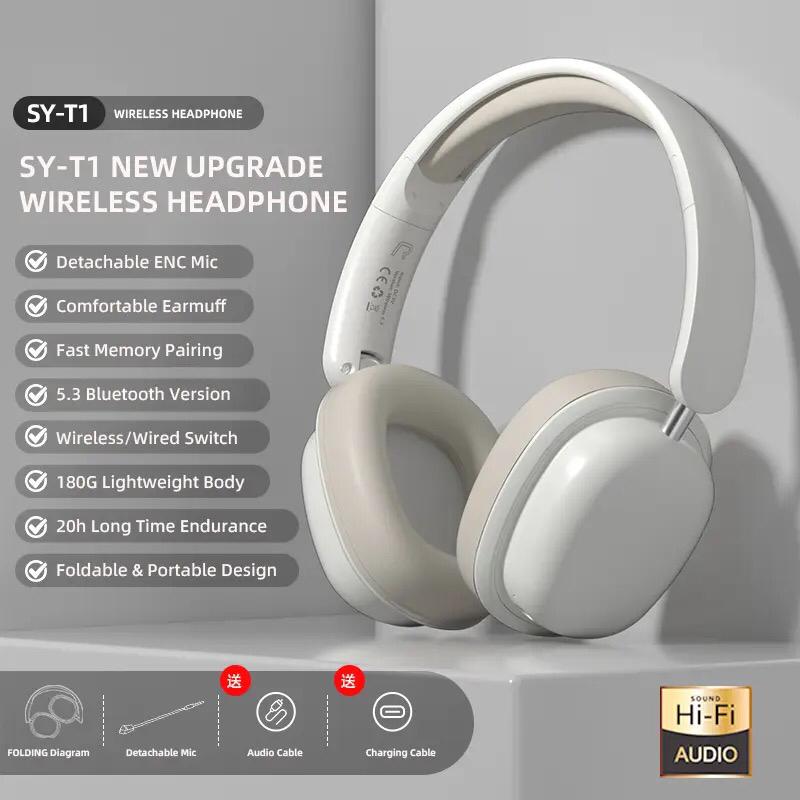 SY-T1 WIRELESS HEADPHONE
SY-T1 NEW UPGRADE
WIRELESS HEADPHONE
Detachable ENC Mic
Comfortable Earmuff
Fast Memory Pairing
5.3 Bluetooth Version
Wireless/Wired Switch
180G Lightweight Body
20h Long Time Endurance
Foldable & Portable Design
送
送
FOLDING Diagram
Detachable Mic
Audio Cable
Charging Cable
SOUND
Hi-Fi
AUDIO
CE